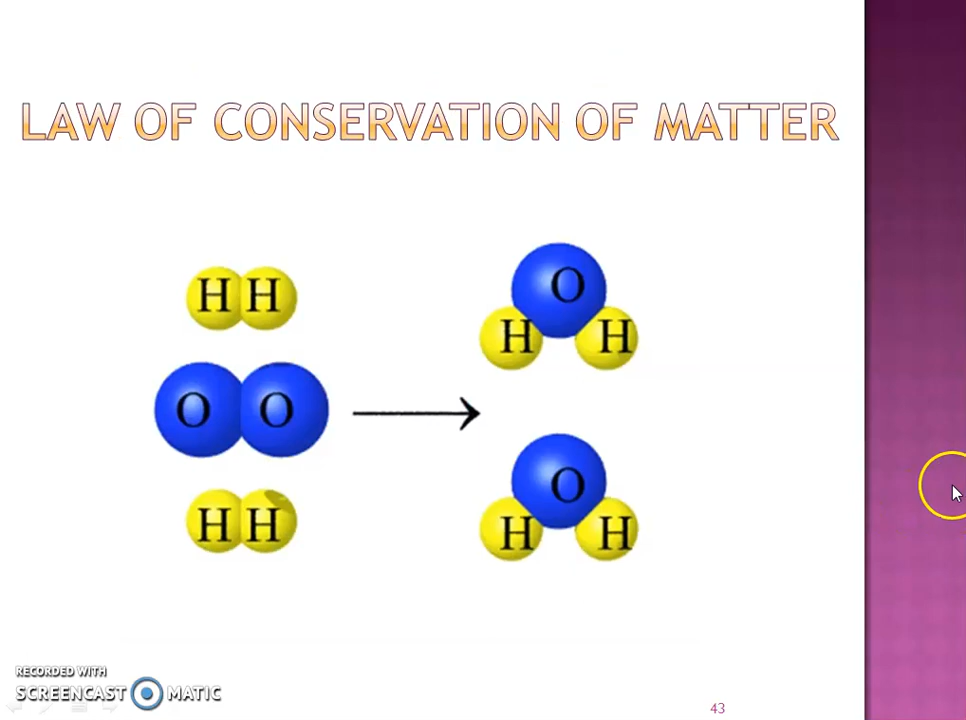 LAW OF CONSERVATION OF MATTER
H H
O
H H
O O
O
H H
H H
RECORDED WITH
SCREENCAST MATIC
43